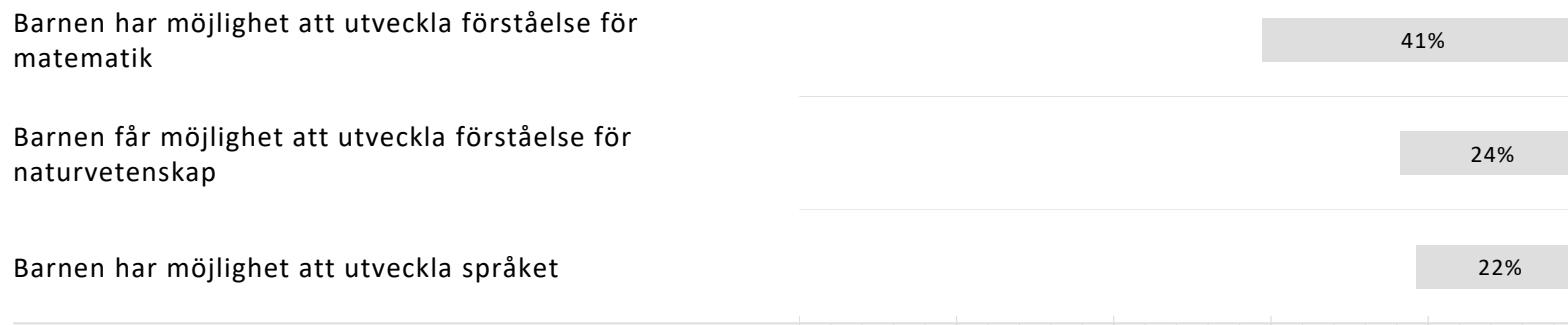 Barnen har möjlighet att utveckla förståelse för
matematik
41%
Barnen får möjlighet att utveckla förståelse för
naturvetenskap
24%
Barnen har möjlighet att utveckla språket
22%